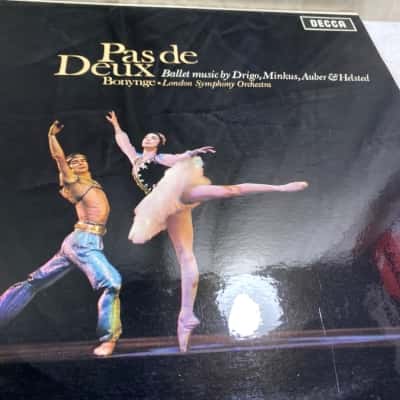 DECCA
Pas de
Deux Ballet music by Drigo, Minkus, Auber & Helsted
Bonynge • London Symphony Orchestra